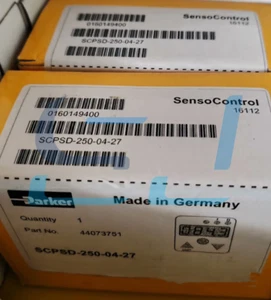 SensoControl
16112
0160149400
SCPSD-250-04-27
SensoControl
16112
0160149400
SCPSD-250-04-27
Parker
Made in Germany
Quantity 1
Part No. 44073751
SCPSD-250-04-27